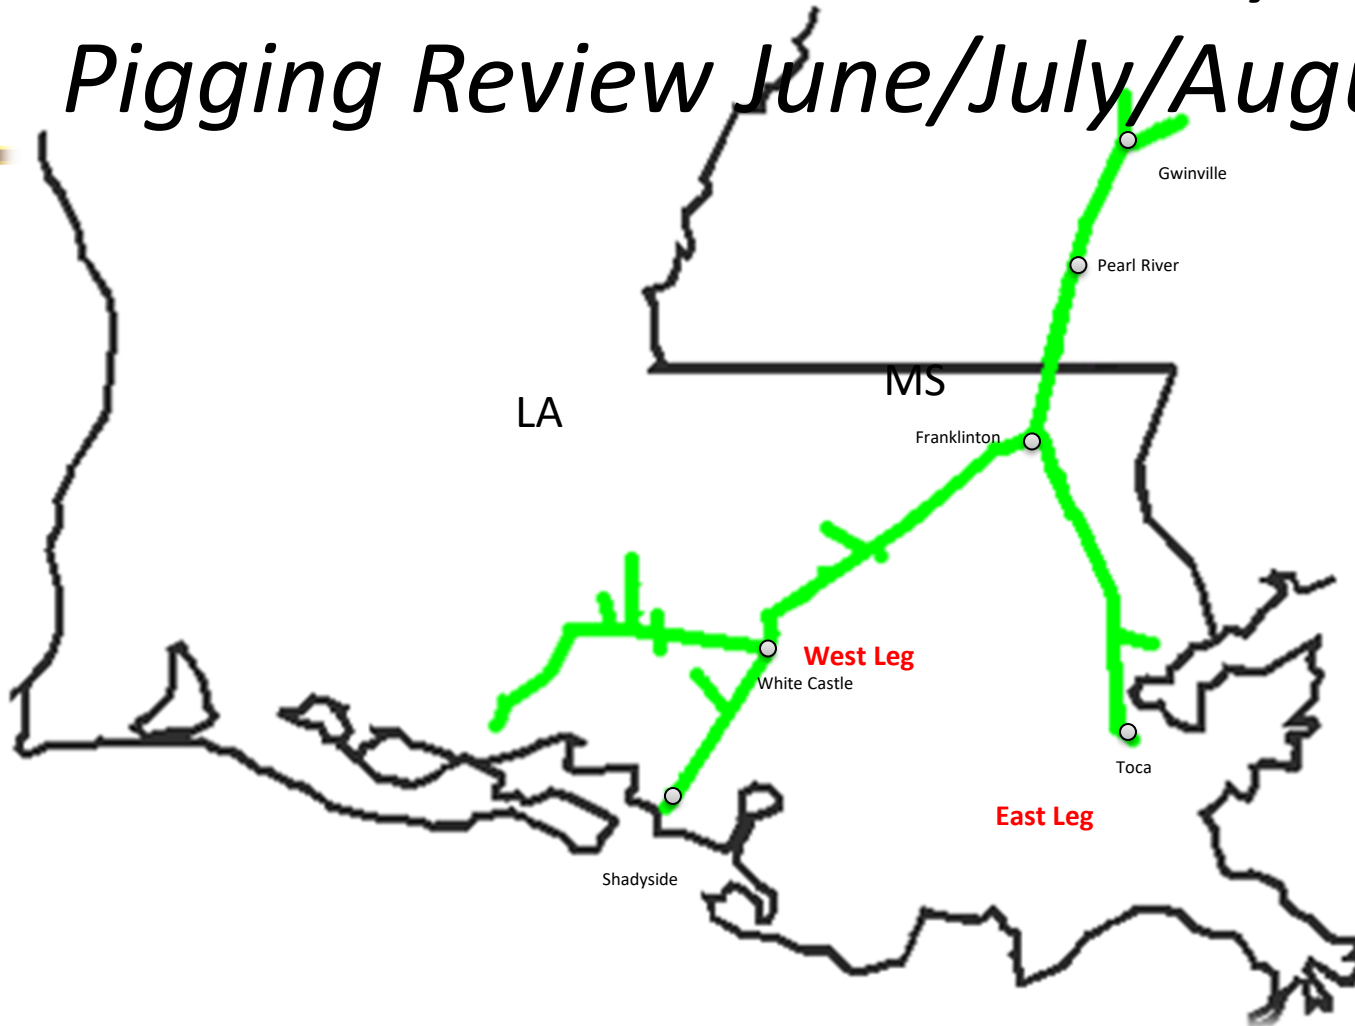 Pigging Review June/July/Augu
Gwinville
Pearl River
MS
LA
Franklinton
West Leg
White Castle
Toca
East Leg
Shadyside